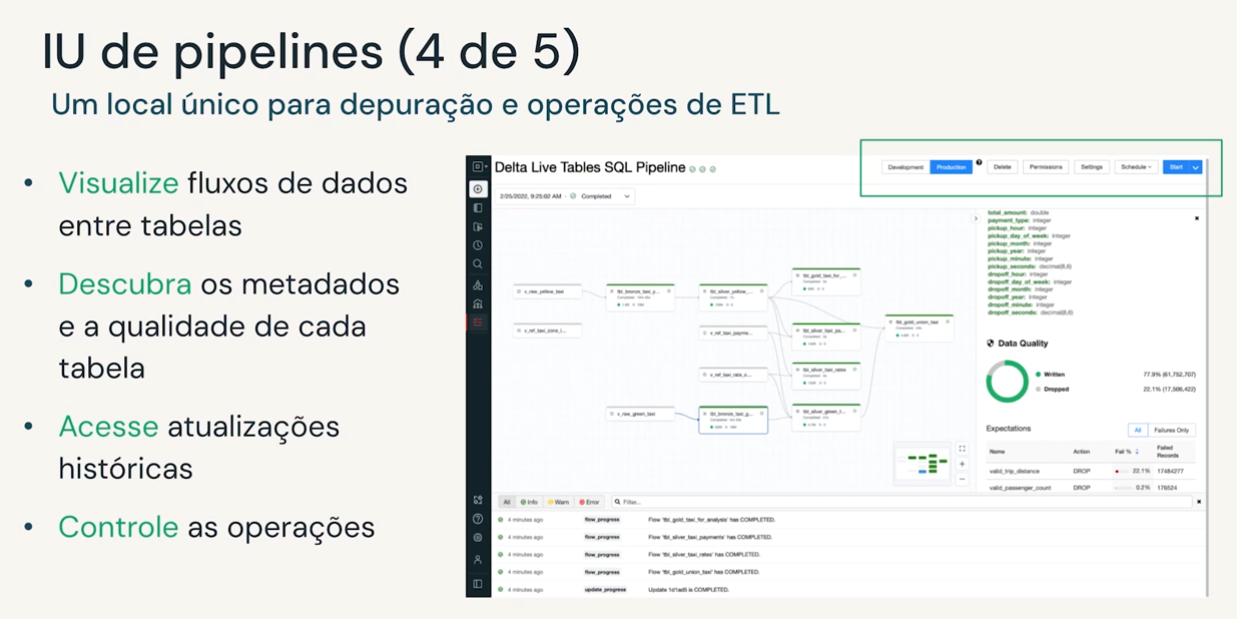 IU de pipelines (4 de 5)
Um local único para depuração e operações de ETL
• Visualize fluxos de dados
entre tabelas
• Descubra os metadados
e a qualidade de cada
tabela
• Acesse atualizações
históricas
• Controle as operações
Delta Live Tables SQL Pipeline
Development Production Delete Permissions Settings Schedule Start
2/25/2022, 9:25:02 AM · Completed
total_amount: double
payment_type: integer
pickup_hour: integer
pickup_day_of_week: integer
pickup_month: integer
pickup_year: integer
pickup_minute: integer
pickup_seconds: decimal(8,6)
dropoff_hour: integer
dropoff_day_of_week: integer
dropoff_month: integer
dropoff_year: integer
dropoff_minute: integer
dropoff_seconds: decimal(8,6)
v_raw_yellow_taxi
tbl_bronze_taxi_y...
Completed
tbl_silver_yellow_...
Completed
tbl_gold_taxi_for_...
Completed
v_ref_taxi_zone_l...
v_ref_taxi_payme...
tbl_silver_taxi_pa...
Completed
tbl_gold_union_taxi
Completed
v_ref_taxi_rate_c...
tbl_silver_taxi_rates
Completed
v_raw_green_taxi
tbl_bronze_taxi_g...
Completed
tbl_silver_green_t...
Completed
Data Quality
Written 77.9% (61,752,707)
Dropped 22.1% (17,586,422)
Expectations All Failures Only
Name Action Fail % Failed
Records
valid_trip_distance DROP 22.1% 17484277
valid_passenger_count DROP 0.2% 176524
All Info Warn Error Filter...
4 minutes ago flow_progress Flow 'tbl_gold_taxi_for_analysis' has COMPLETED.
4 minutes ago flow_progress Flow 'tbl_silver_taxi_payments' has COMPLETED.
4 minutes ago flow_progress Flow 'tbl_silver_taxi_rates' has COMPLETED.
4 minutes ago flow_progress Flow 'tbl_gold_union_taxi' has COMPLETED.
4 minutes ago update_progress Update 1d1ad5 is COMPLETED.